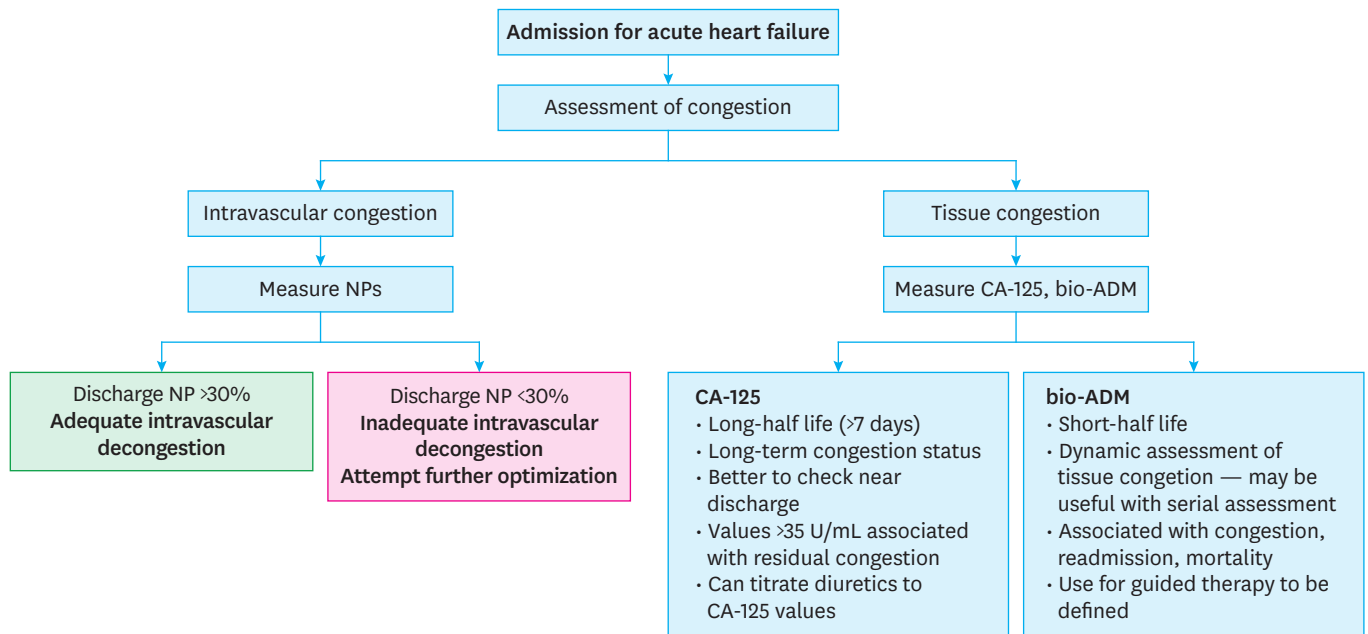 Admission for acute heart failure
Assessment of congestion
Intravascular congestion
Tissue congestion
Measure NPs
Measure CA-125, bio-ADM
Discharge NP >30%
Adequate intravascular
decongestion
Discharge NP <30%
Inadequate intravascular
decongestion
Attempt further optimization
CA-125
· Long-half life (>7 days)
· Long-term congestion status
· Better to check near
discharge
· Values >35 U/mL associated
with residual congestion
· Can titrate diuretics to
CA-125 values
bio-ADM
· Short-half life
· Dynamic assessment of
tissue congetion — may be
useful with serial assessment
· Associated with congestion,
readmission, mortality
· Use for guided therapy to be
defined